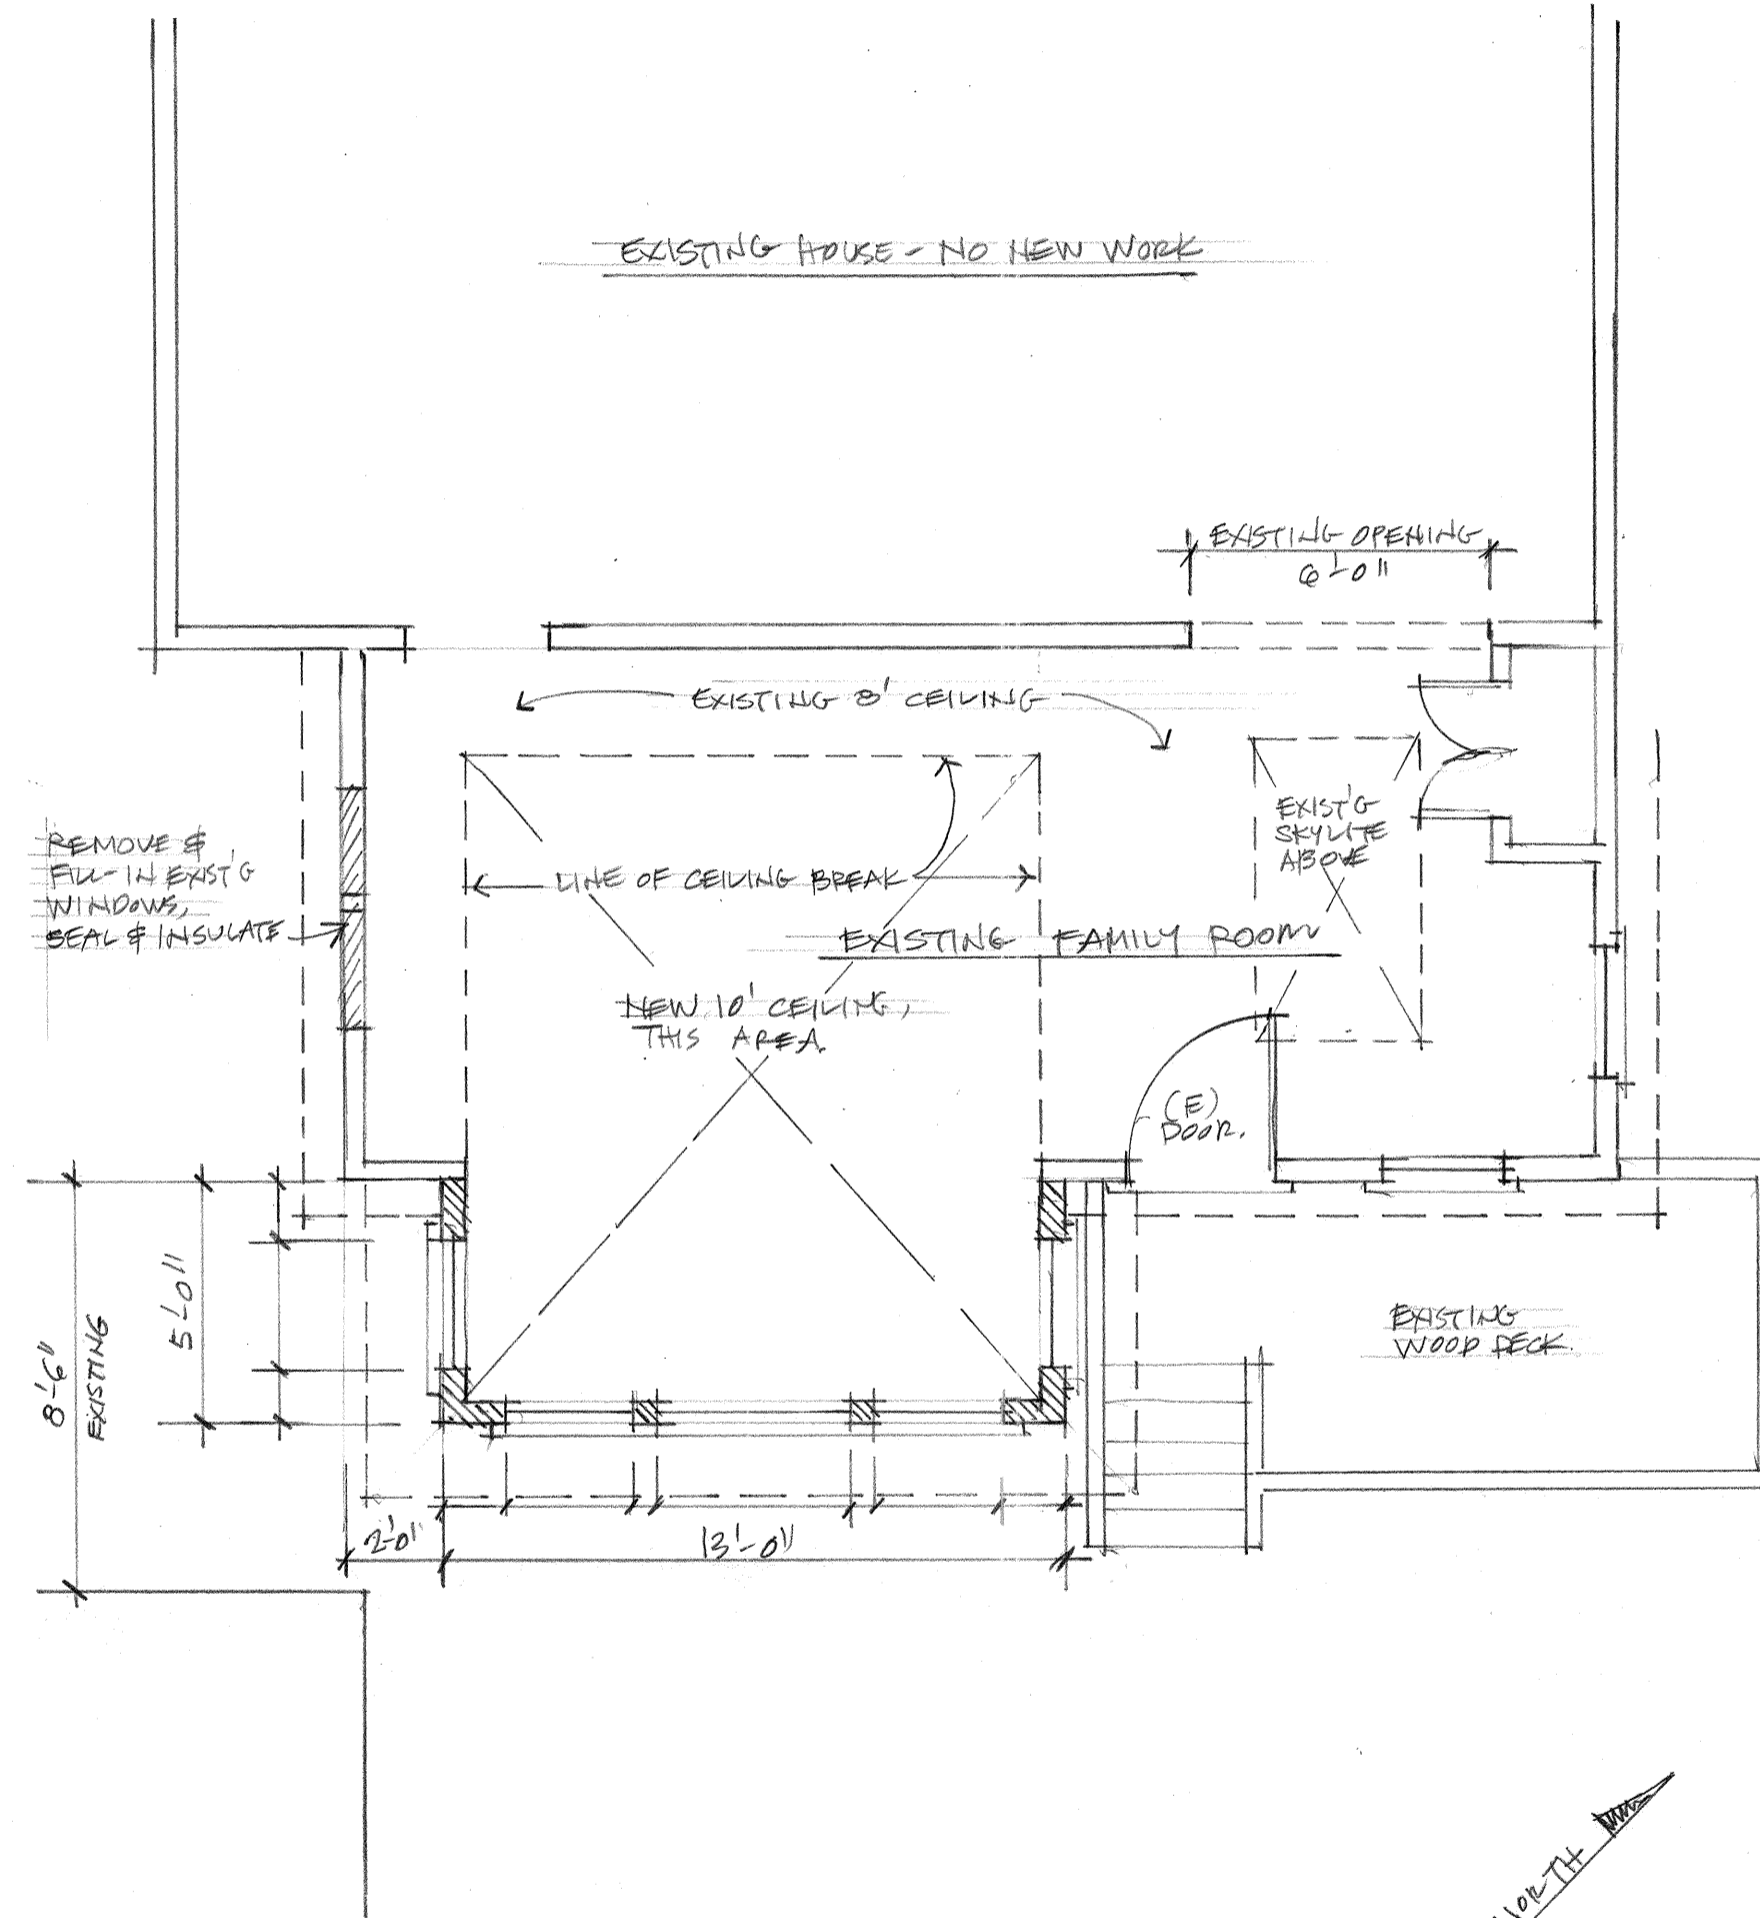 EXISTING HOUSE - NO NEW WORK
EXISTING OPENING
6'-0"
EXISTING 8' CEILING
EXIST'G
SKYLITE
ABOVE
REMOVE &
FILL-IN EXIST'G
WINDOWS,
SEAL & INSULATE
LINE OF CEILING BREAK
EXISTING FAMILY ROOM
NEW 10' CEILING,
THIS AREA.
(E)
DOOR.
8'-6"
EXISTING
5'-0"
EXISTING
WOOD DECK.
2'-0"
13'-0"
NORTH